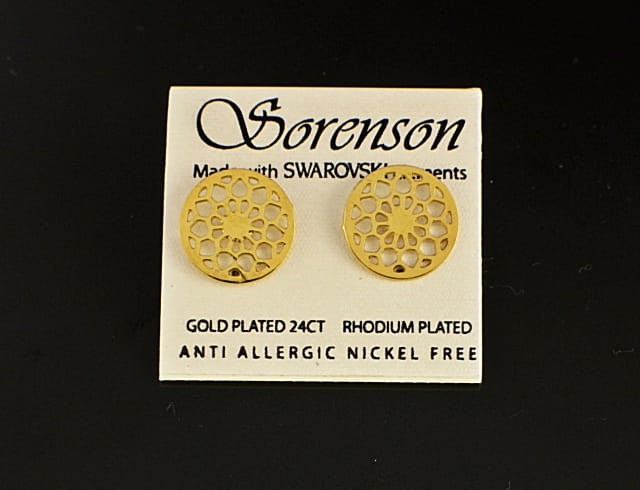 Sorenson
Made with SWAROVSKI
GOLD PLATED 24CT RHODIUM PLATED
ANTI ALLERGIC NICKEL FREE